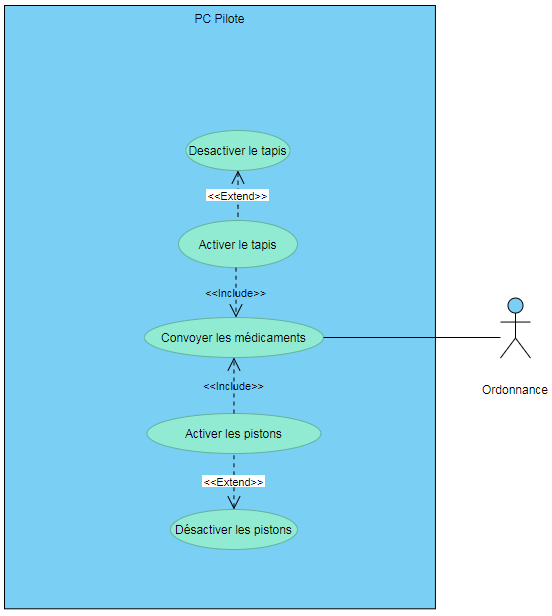 PC Pilote
Desactiver le tapis
<<Extend>>
Activer le tapis
<<Include>>
Convoyer les médicaments
<<Include>>
Ordonnance
Activer les pistons
<<Extend>>
Désactiver les pistons